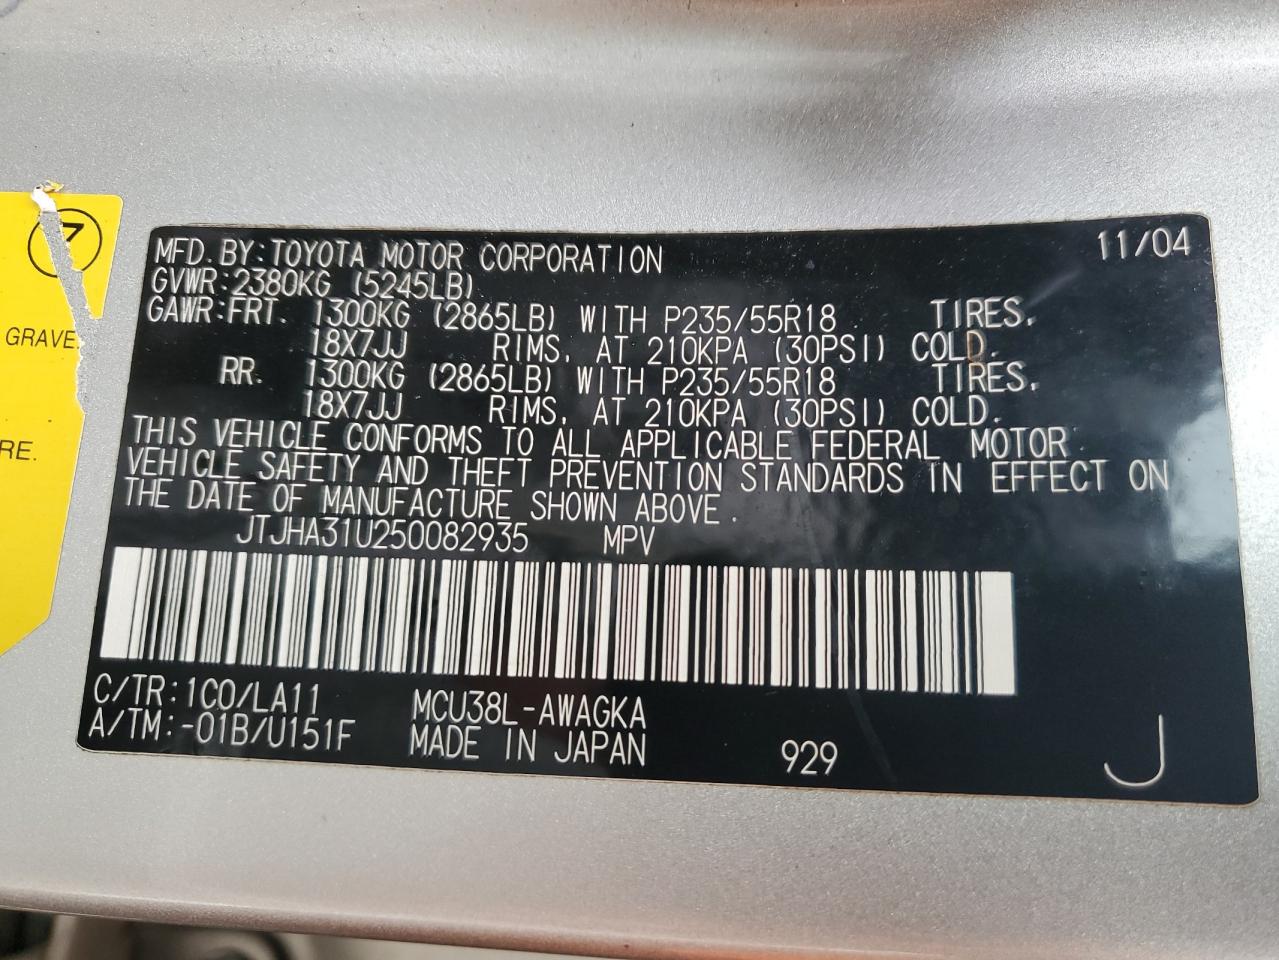 7
GRAVE
RE.
MFD. BY: TOYOTA MOTOR CORPORATION 11/04
GVWR: 2380KG (5245LB)
GAWR: FRT. 1300KG (2865LB) WITH P235/55R18 TIRES,
18X7JJ RIMS, AT 210KPA (30PSI) COLD.
RR. 1300KG (2865LB) WITH P235/55R18 TIRES,
18X7JJ RIMS, AT 210KPA (30PSI) COLD.
THIS VEHICLE CONFORMS TO ALL APPLICABLE FEDERAL MOTOR
VEHICLE SAFETY AND THEFT PREVENTION STANDARDS IN EFFECT ON
THE DATE OF MANUFACTURE SHOWN ABOVE.
JTJHA31U250082935 MPV
C/TR: 1C0/LA11 MCU38L-AWAGKA
A/TM: -01B/U151F MADE IN JAPAN 929 J